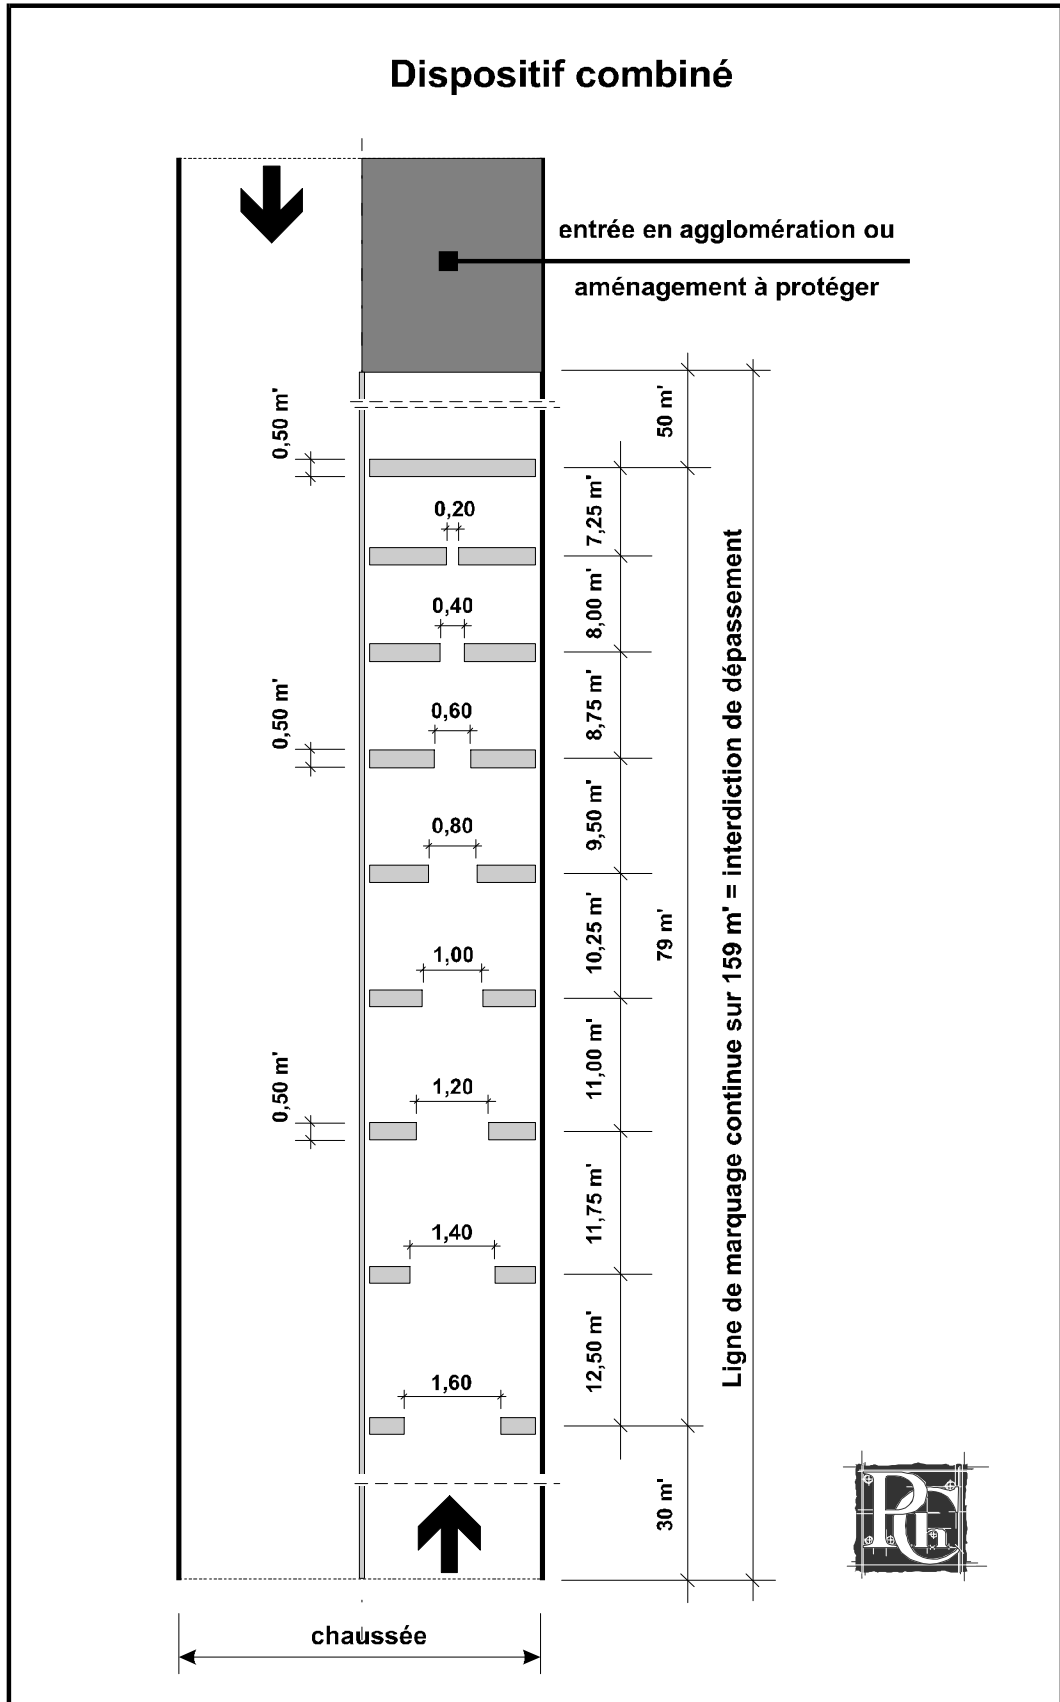 Dispositif combiné
entrée en agglomération ou
aménagement à protéger
50 m'
0,50 m'
7,25 m'
0,20
8,00 m'
0,40
8,75 m'
0,50 m'
0,60
9,50 m'
0,80
10,25 m'
79 m'
Ligne de marquage continue sur 159 m' = interdiction de dépassement
1,00
11,00 m'
0,50 m'
1,20
11,75 m'
1,40
12,50 m'
1,60
30 m'
PGCh
chaussée